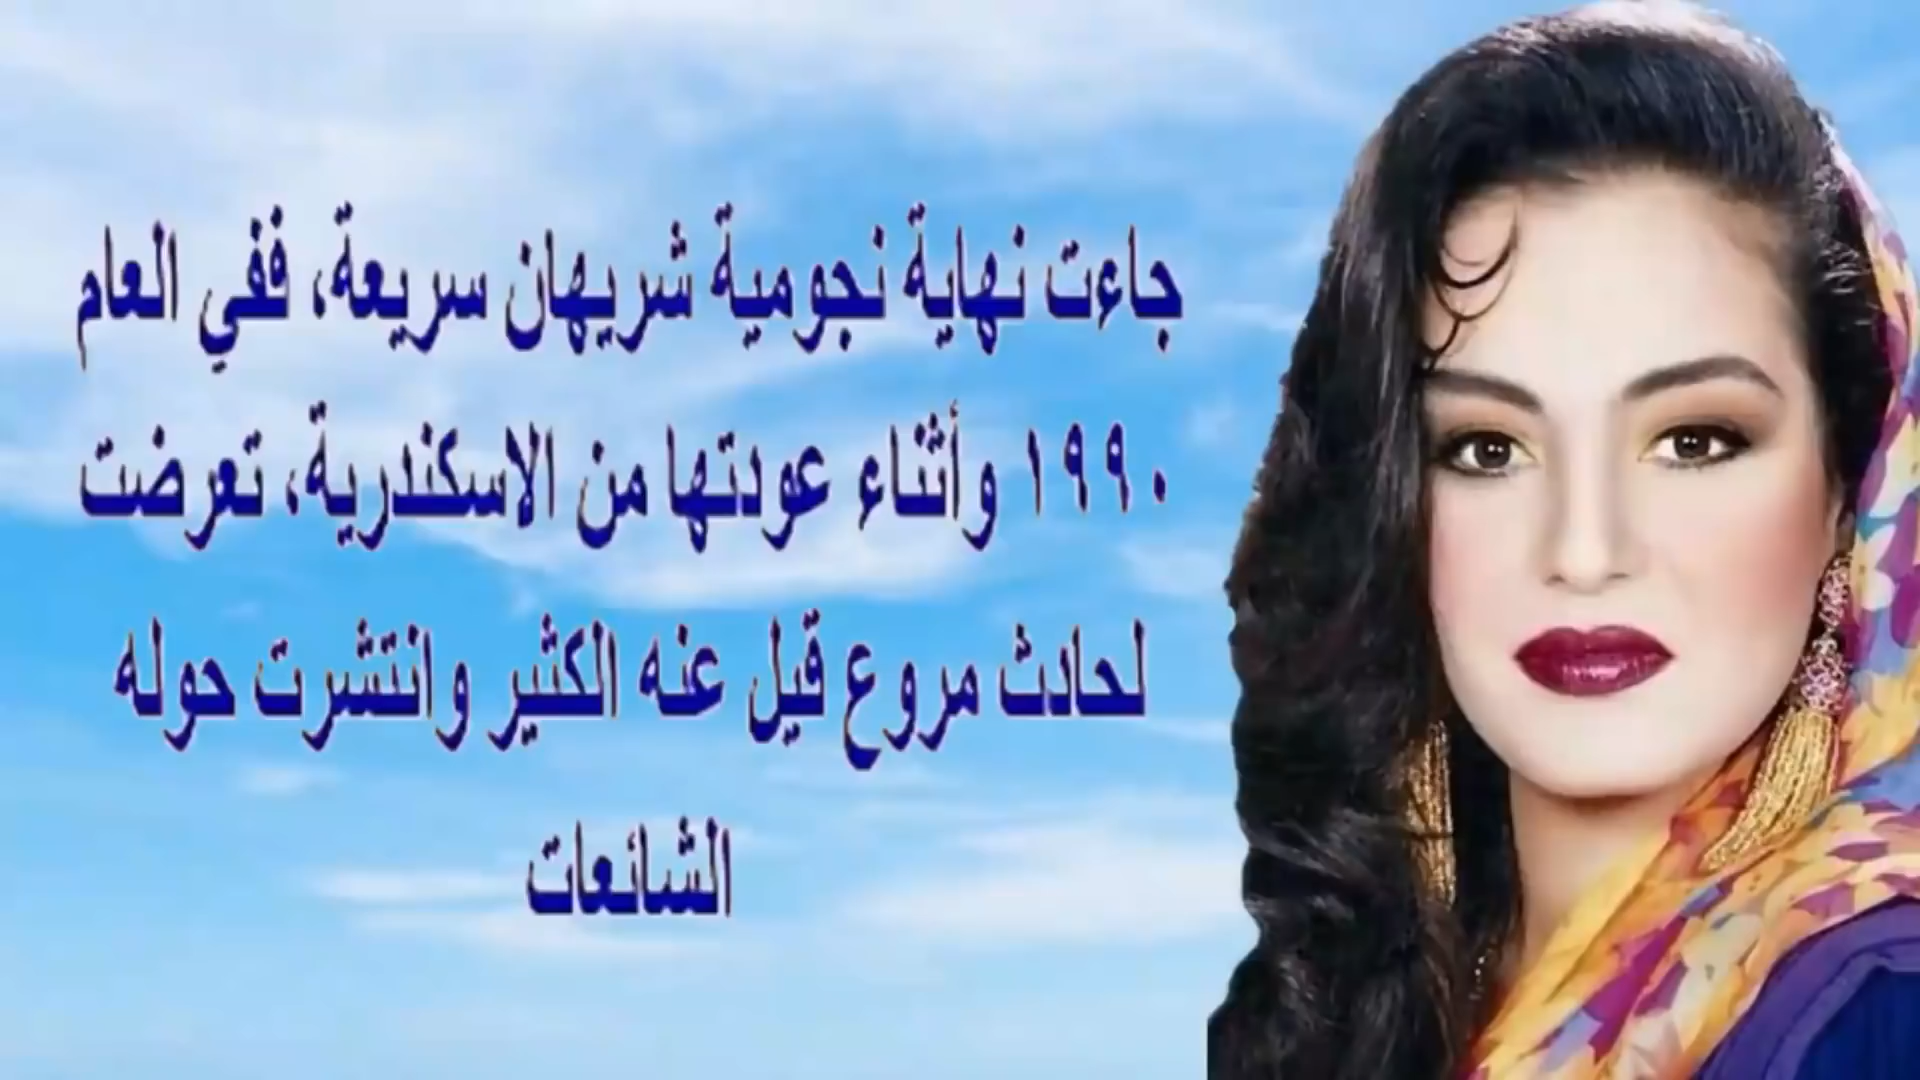 جاءت نهاية نجومية شريهان سريعة، ففي العام
١٩٩٠ وأثناء عودتها من الاسكندرية، تعرضت
لحادث مروع قيل عنه الكثير وانتشرت حوله
الشائعات